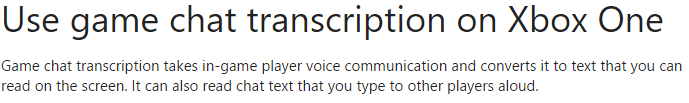 Use game chat transcription on Xbox One
Game chat transcription takes in-game player voice communication and converts it to text that you can
read on the screen. It can also read chat text that you type to other players aloud.